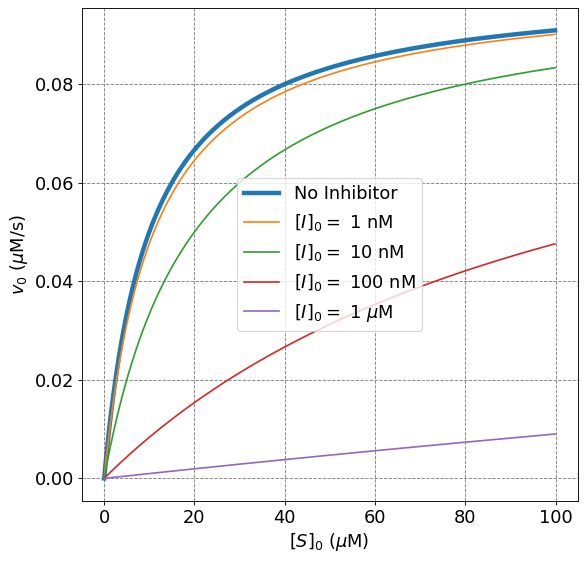 0.08
0.06
0.04
0.02
0.00
v₀ (μM/s)
No Inhibitor
[I]₀ = 1 nM
[I]₀ = 10 nM
[I]₀ = 100 nM
[I]₀ = 1 μM
0 20 40 60 80 100
[S]₀ (μM)